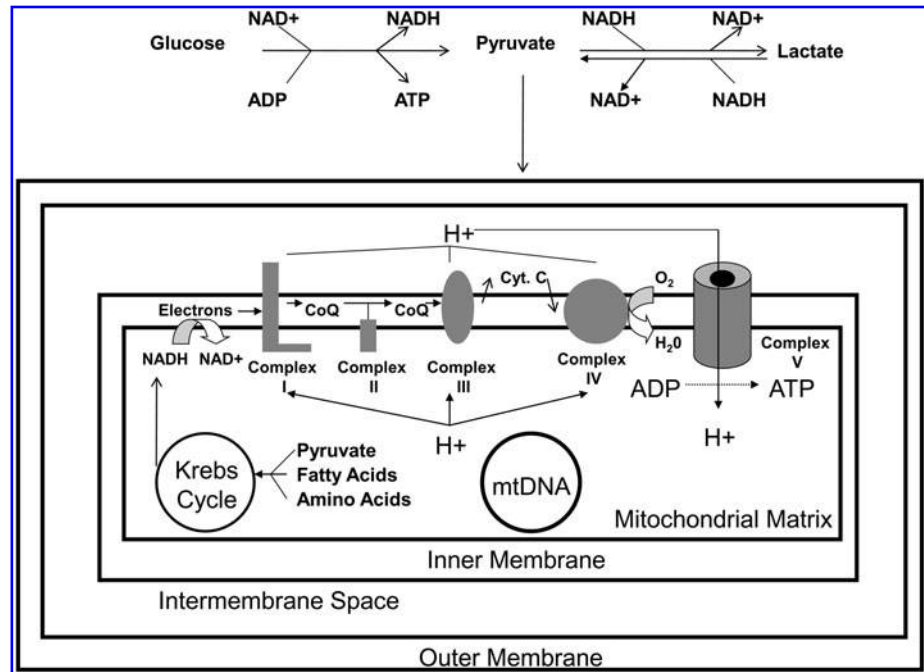 NAD+
NADH
NADH
NAD+
Glucose
Pyruvate
Lactate
ADP
ATP
NAD+
NADH
H+
Cyt. C
O2
Electrons
CoQ
CoQ
H20
NADH
NAD+
Complex
I
Complex
II
Complex
III
Complex
IV
Complex
V
ADP
ATP
H+
H+
Krebs
Cycle
Pyruvate
Fatty Acids
Amino Acids
mtDNA
Mitochondrial Matrix
Inner Membrane
Intermembrane Space
Outer Membrane